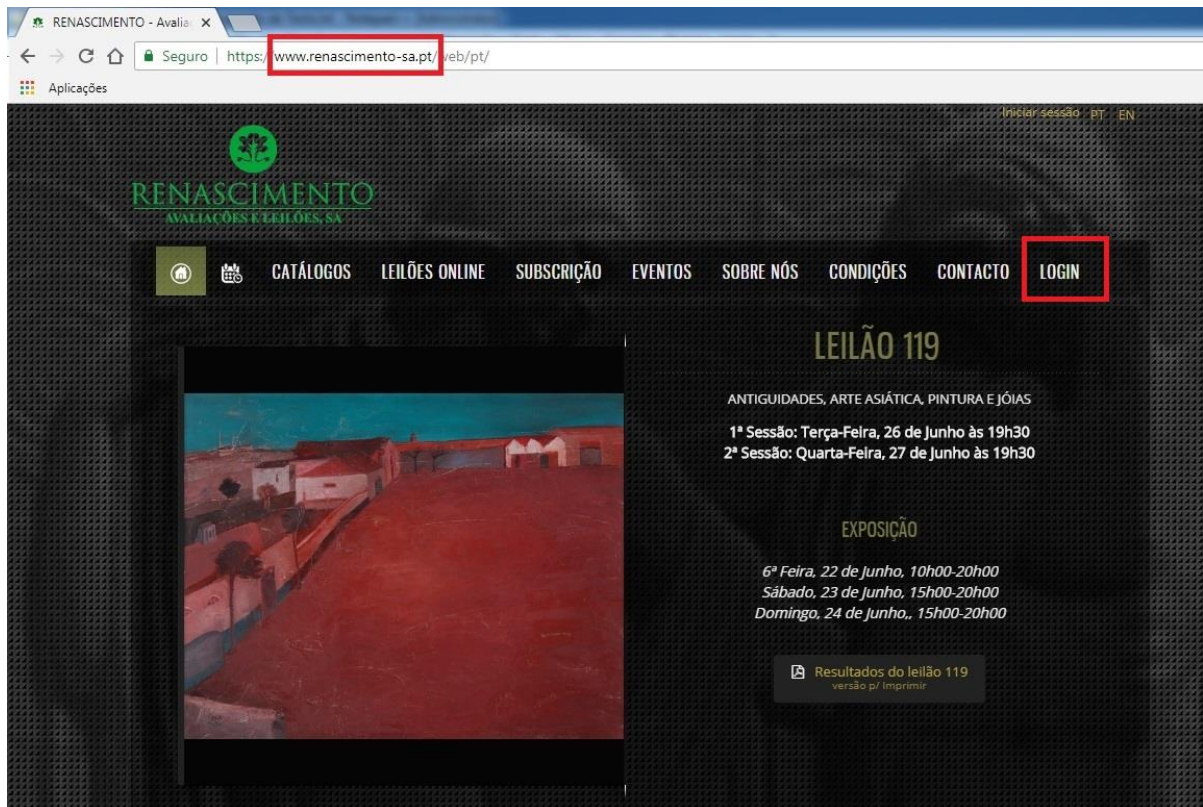 RENASCIMENTO - Avalia
Seguro | https://www.renascimento-sa.pt/web/pt/
Aplicações
Iniciar sessão PT EN
RENASCIMENTO
AVALIAÇÕES E LEILÕES, SA
CATÁLOGOS LEILÕES ONLINE SUBSCRIÇÃO EVENTOS SOBRE NÓS CONDIÇÕES CONTACTO LOGIN
LEILÃO 119
ANTIGUIDADES, ARTE ASIÁTICA, PINTURA E JÓIAS
1ª Sessão: Terça-Feira, 26 de Junho às 19h30
2ª Sessão: Quarta-Feira, 27 de Junho às 19h30
EXPOSIÇÃO
6ª Feira, 22 de Junho, 10h00-20h00
Sábado, 23 de Junho, 15h00-20h00
Domingo, 24 de Junho,, 15h00-20h00
Resultados do leilão 119
versão p/ Imprimir